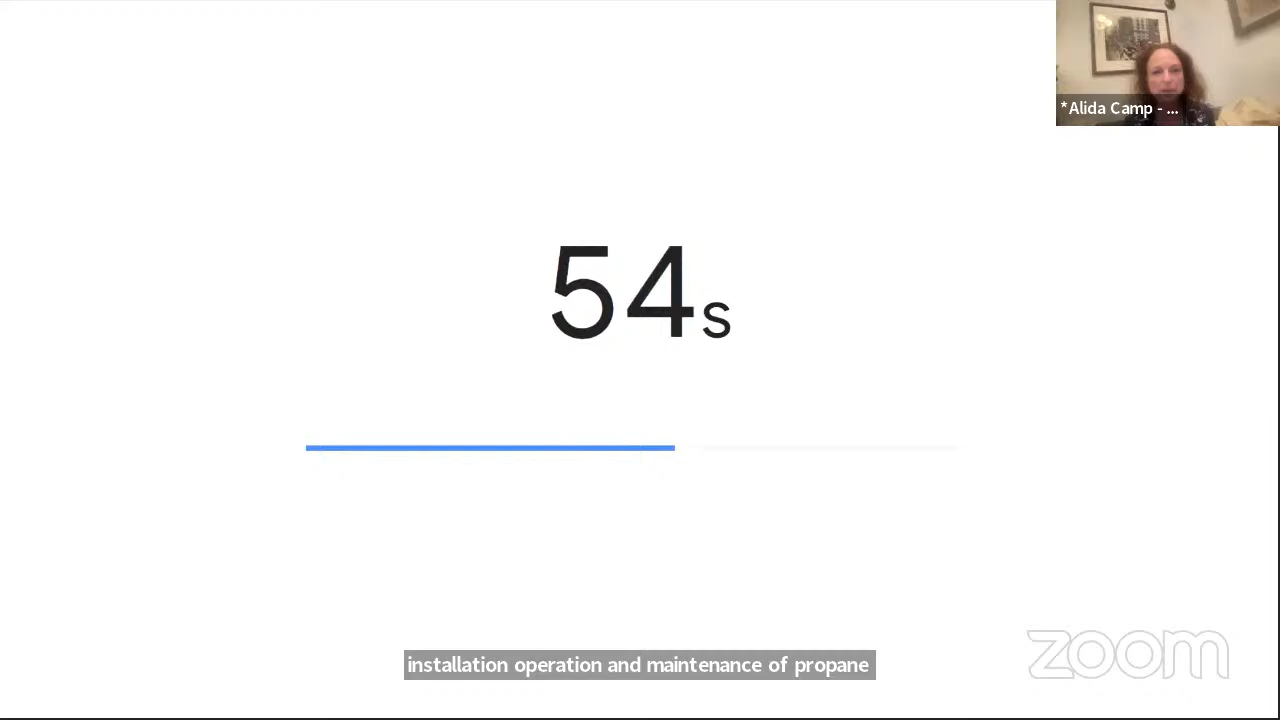 *Alida Camp - ...
54s
installation operation and maintenance of propane
zoom